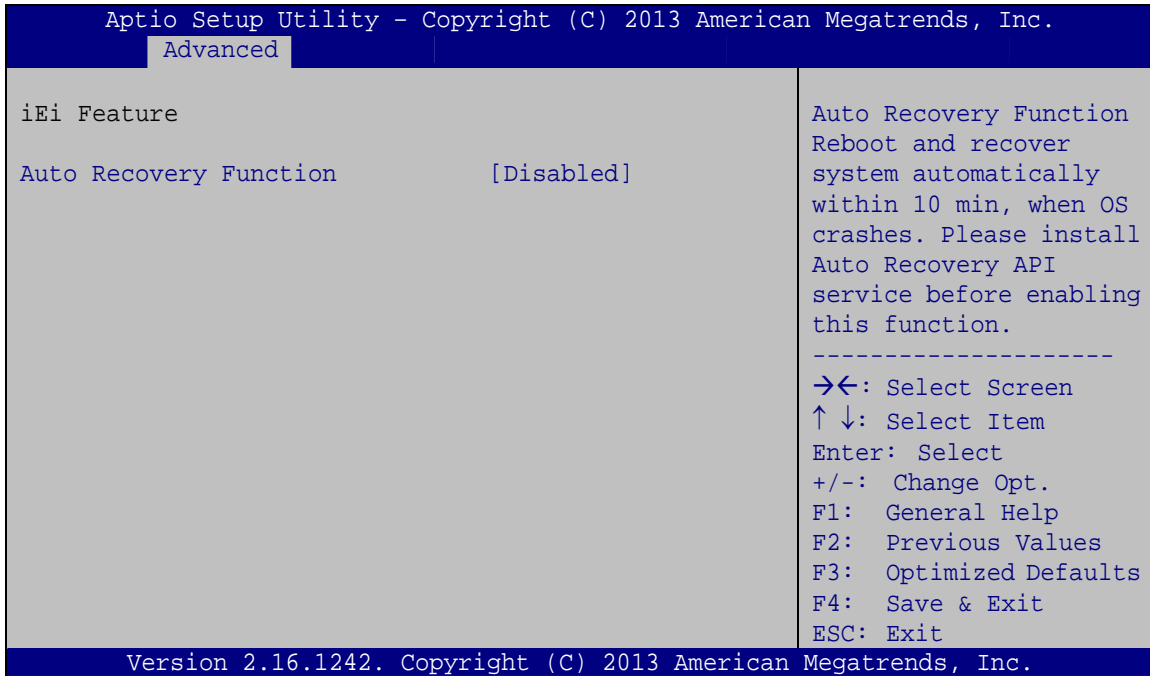 Aptio Setup Utility – Copyright (C) 2013 American Megatrends, Inc.
Advanced
iEi Feature
Auto Recovery Function [Disabled]
Auto Recovery Function
Reboot and recover
system automatically
within 10 min, when OS
crashes. Please install
Auto Recovery API
service before enabling
this function.
---------------------
→←: Select Screen
↑ ↓: Select Item
Enter: Select
+/-: Change Opt.
F1: General Help
F2: Previous Values
F3: Optimized Defaults
F4: Save & Exit
ESC: Exit
Version 2.16.1242. Copyright (C) 2013 American Megatrends, Inc.